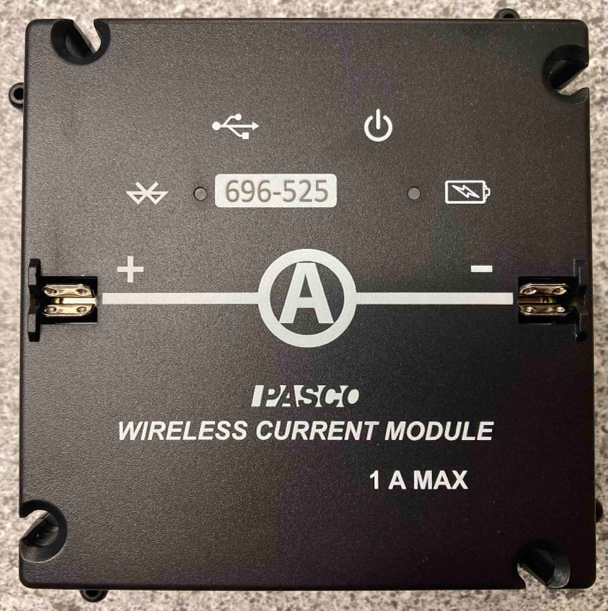 696-525
+ -
A
PASCO
WIRELESS CURRENT MODULE
1 A MAX